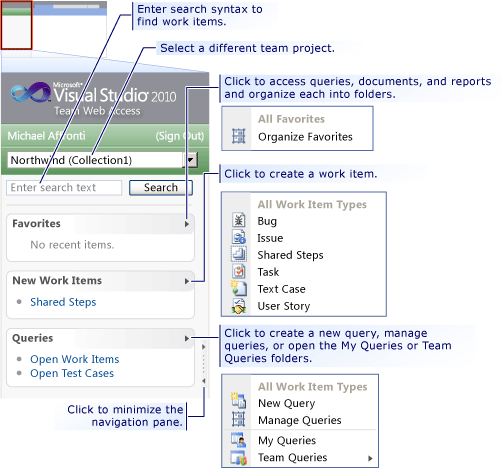 Enter search syntax to
find work items.
Select a different team project.
Microsoft
Visual Studio 2010
Team Web Access
Michael Affronti
(Sign Out)
Northwind (Collection1)
Enter search text
Search
Favorites
No recent items.
New Work Items
Shared Steps
Queries
Open Work Items
Open Test Cases
Click to minimize the
navigation pane.
Click to access queries, documents, and reports
and organize each into folders.
All Favorites
Organize Favorites
Click to create a work item.
All Work Item Types
Bug
Issue
Shared Steps
Task
Text Case
User Story
Click to create a new query, manage
queries, or open the My Queries or Team
Queries folders.
All Work Item Types
New Query
Manage Queries
My Queries
Team Queries